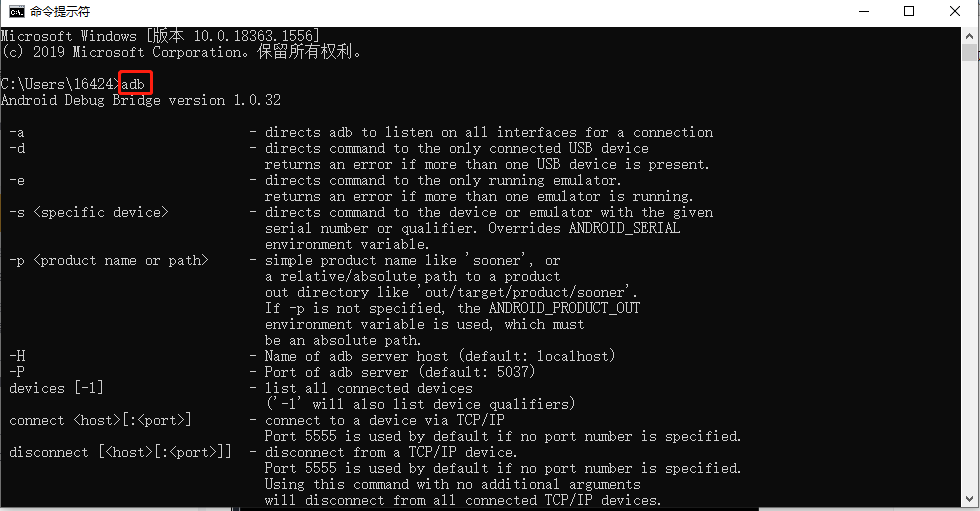 命令提示符
Microsoft Windows [版本 10.0.18363.1556]
(c) 2019 Microsoft Corporation。保留所有权利。
C:\Users\16424>adb
Android Debug Bridge version 1.0.32
-a - directs adb to listen on all interfaces for a connection
-d - directs command to the only connected USB device
returns an error if more than one USB device is present.
-e - directs command to the only running emulator.
returns an error if more than one emulator is running.
-s <specific device> - directs command to the device or emulator with the given
serial number or qualifier. Overrides ANDROID_SERIAL
environment variable.
-p <product name or path> - simple product name like 'sooner', or
a relative/absolute path to a product
out directory like 'out/target/product/sooner'.
If -p is not specified, the ANDROID_PRODUCT_OUT
environment variable is used, which must
be an absolute path.
-H - Name of adb server host (default: localhost)
-P - Port of adb server (default: 5037)
devices [-l] - list all connected devices
('-l' will also list device qualifiers)
connect <host>[:<port>] - connect to a device via TCP/IP
Port 5555 is used by default if no port number is specified.
disconnect [<host>[:<port>]] - disconnect from a TCP/IP device.
Port 5555 is used by default if no port number is specified.
Using this command with no additional arguments
will disconnect from all connected TCP/IP devices.